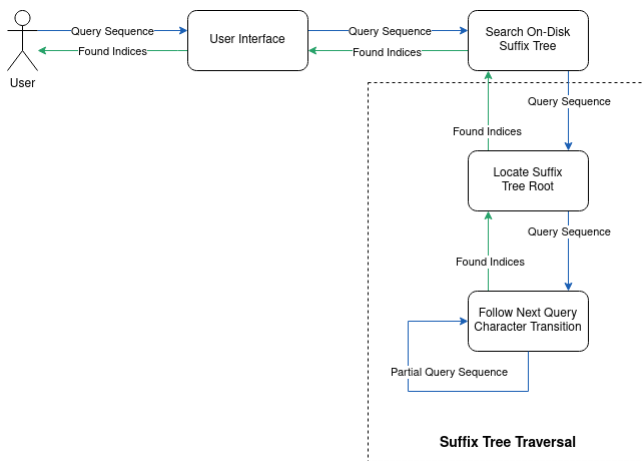 Query Sequence
Found Indices
User
User Interface
Query Sequence
Found Indices
Search On-Disk
Suffix Tree
Query Sequence
Found Indices
Locate Suffix
Tree Root
Query Sequence
Found Indices
Follow Next Query
Character Transition
Partial Query Sequence
Suffix Tree Traversal